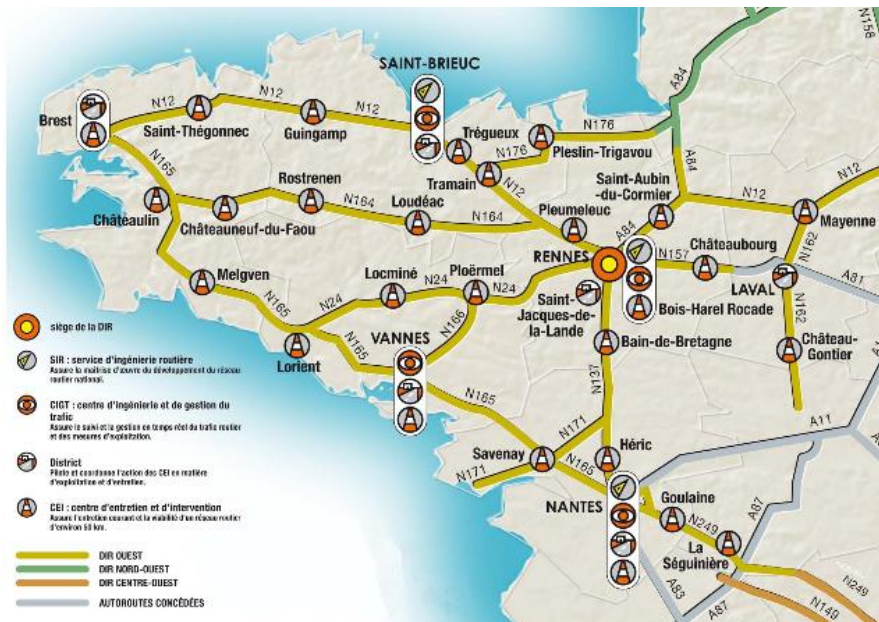 SAINT-BRIEUC
N158
A84
Brest
N12
Saint-Thégonnec
N12
Guingamp
N12
Trégueux
N176
Pleslin-Trigavou
N176
Tramain
N12
Saint-Aubin
-du-Cormier
A84
N12
Mayenne
N165
Rostrenen
N164
Loudéac
N164
Pleumeleuc
A84
Châteaulin
Châteauneuf-du-Faou
RENNES
N157
Châteaubourg
N162
A81
LAVAL
Melgven
N165
Locminé
N24
N24
Ploërmel
N24
Saint-
Jacques-de-
la-Lande
Bois-Harel Rocade
N162
Château-
Gontier
VANNES
N166
Lorient
N165
Bain-de-Bretagne
N137
N165
A11
N171
Savenay
N171
N165
Héric
NANTES
Goulaine
N249
A87
La
Séguinière
A83
A87
N249
N149
siège de la DIR
SIR : service d'ingénierie routière
Assure la maîtrise d'œuvre du développement du réseau
routier national.
CIGT : centre d'ingénierie et de gestion du
trafic
Assure le suivi et la gestion en temps réel du trafic routier
et des mesures d'exploitation.
District
Pilote et coordonne l'action des CEI en matière
d'exploitation et d'entretien.
CEI : centre d'entretien et d'intervention
Assure l'entretien courant et la viabilité d'un réseau routier
d'environ 50 km.
DIR OUEST
DIR NORD-OUEST
DIR CENTRE-OUEST
AUTOROUTES CONCÉDÉES